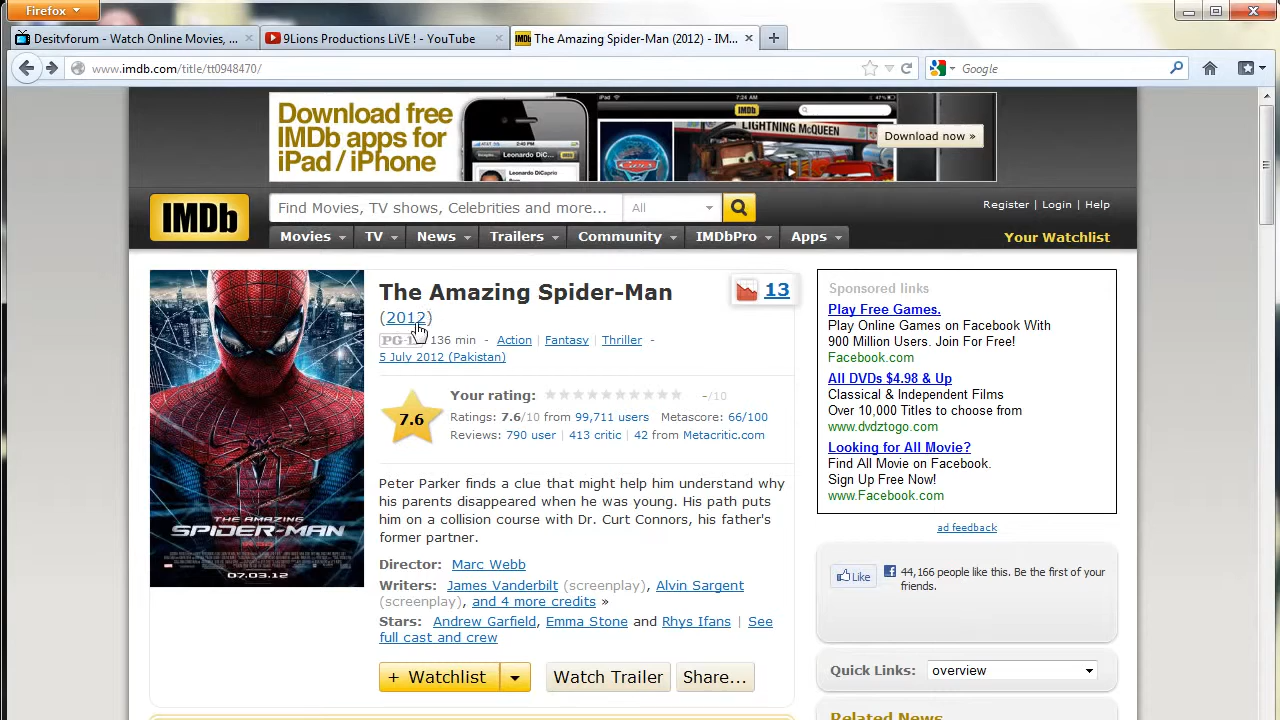 Firefox
Desitvforum - Watch Online Movies, ...
9Lions Productions LiVE ! - YouTube
IMDb The Amazing Spider-Man (2012) - IM...
www.imdb.com/title/tt0948470/
Google
Download free
IMDb apps for
iPad / iPhone
iPad 7:24 AM 47%
IMDb
LIGHTNING McQUEEN
Download now »
IMDb
Find Movies, TV shows, Celebrities and more...
All
Register | Login | Help
Movies
TV
News
Trailers
Community
IMDbPro
Apps
Your Watchlist
The Amazing Spider-Man
(2012)
13
136 min - Action | Fantasy | Thriller -
5 July 2012 (Pakistan)
7.6
Your rating: -/10
Ratings: 7.6/10 from 99,711 users Metascore: 66/100
Reviews: 790 user | 413 critic | 42 from Metacritic.com
Peter Parker finds a clue that might help him understand why
his parents disappeared when he was young. His path puts
him on a collision course with Dr. Curt Connors, his father's
former partner.
Director: Marc Webb
Writers: James Vanderbilt (screenplay), Alvin Sargent
(screenplay), and 4 more credits »
Stars: Andrew Garfield, Emma Stone and Rhys Ifans | See
full cast and crew
+ Watchlist
Watch Trailer
Share...
THE AMAZING
SPIDER-MAN
07.03.12
Sponsored links
Play Free Games.
Play Online Games on Facebook With
900 Million Users. Join For Free!
Facebook.com
All DVDs $4.98 & Up
Classical & Independent Films
Over 10,000 Titles to choose from
www.dvdztogo.com
Looking for All Movie?
Find All Movie on Facebook.
Sign Up Free Now!
www.Facebook.com
ad feedback
Like
44,166 people like this. Be the first of your
friends.
Quick Links: overview
Related News